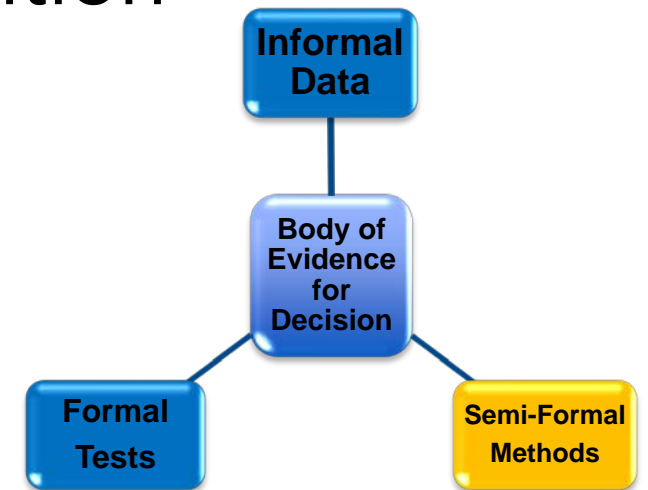 Informal
Data
Body of
Evidence
for
Decision
Formal
Tests
Semi-Formal
Methods